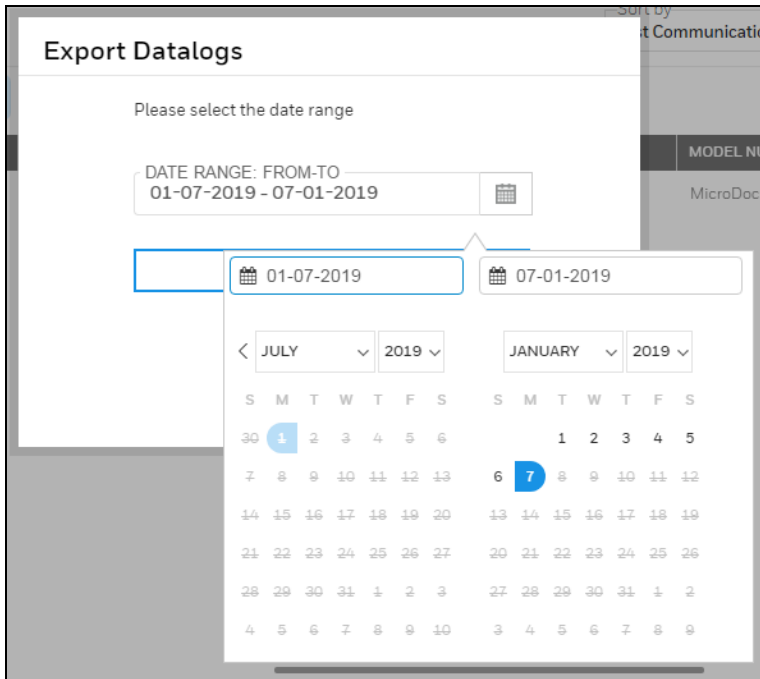 Sort by
st Communicatio
Export Datalogs
Please select the date range
MODEL NU
DATE RANGE: FROM-TO
01-07-2019 - 07-01-2019
MicroDoc
01-07-2019 07-01-2019
JULY 2019 JANUARY 2019
S M T W T F S S M T W T F S
30 1 2 3 4 5 6 1 2 3 4 5
7 8 9 10 11 12 13 6 7 8 9 10 11 12
14 15 16 17 18 19 20 13 14 15 16 17 18 19
21 22 23 24 25 26 27 20 21 22 23 24 25 26
28 29 30 31 1 2 3 27 28 29 30 31 1 2
4 5 6 7 8 9 10 3 4 5 6 7 8 9